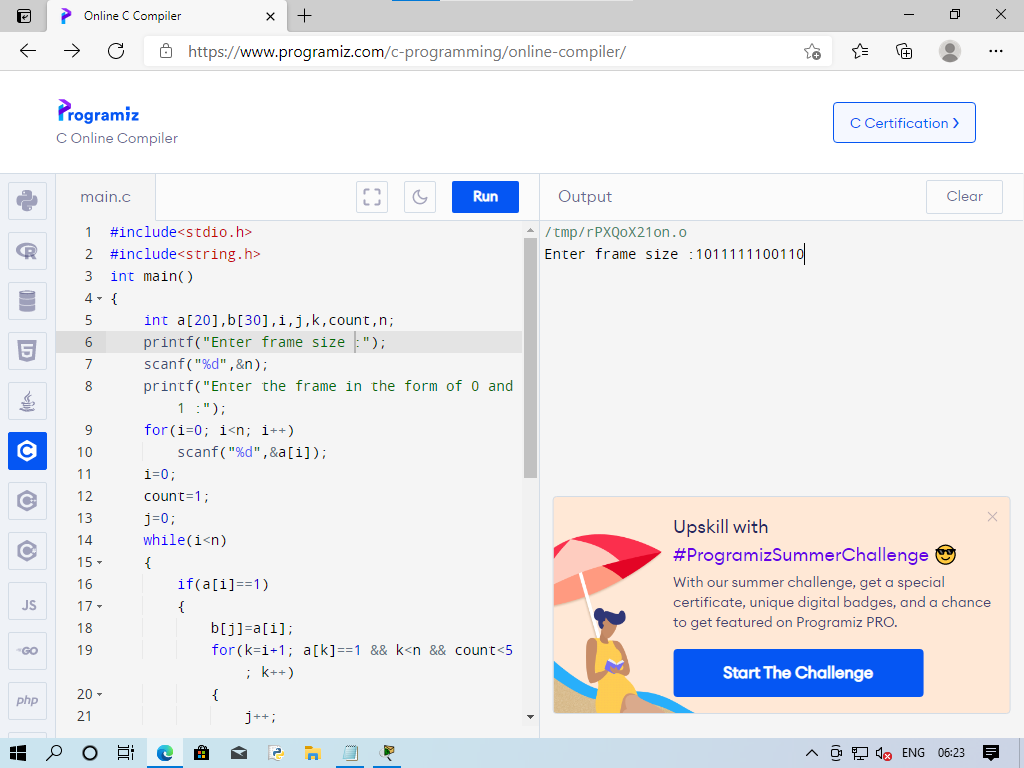 Online C Compiler
https://www.programiz.com/c-programming/online-compiler/
Programiz
C Online Compiler
C Certification
main.c
Run
Output
Clear
1 #include<stdio.h>
2 #include<string.h>
3 int main()
4 {
5 int a[20],b[30],i,j,k,count,n;
6 printf("Enter frame size :");
7 scanf("%d",&n);
8 printf("Enter the frame in the form of 0 and
1 :");
9 for(i=0; i<n; i++)
10 scanf("%d",&a[i]);
11 i=0;
12 count=1;
13 j=0;
14 while(i<n)
15 {
16 if(a[i]==1)
17 {
18 b[j]=a[i];
19 for(k=i+1; a[k]==1 && k<n && count<5
; k++)
20 {
21 j++;
/tmp/rPXQoX21on.o
Enter frame size :1011111100110
R
5
C
C
C
JS
GO
php
Upskill with
#ProgramizSummerChallenge
With our summer challenge, get a special
certificate, unique digital badges, and a chance
to get featured on Programiz PRO.
Start The Challenge
ENG
06:23